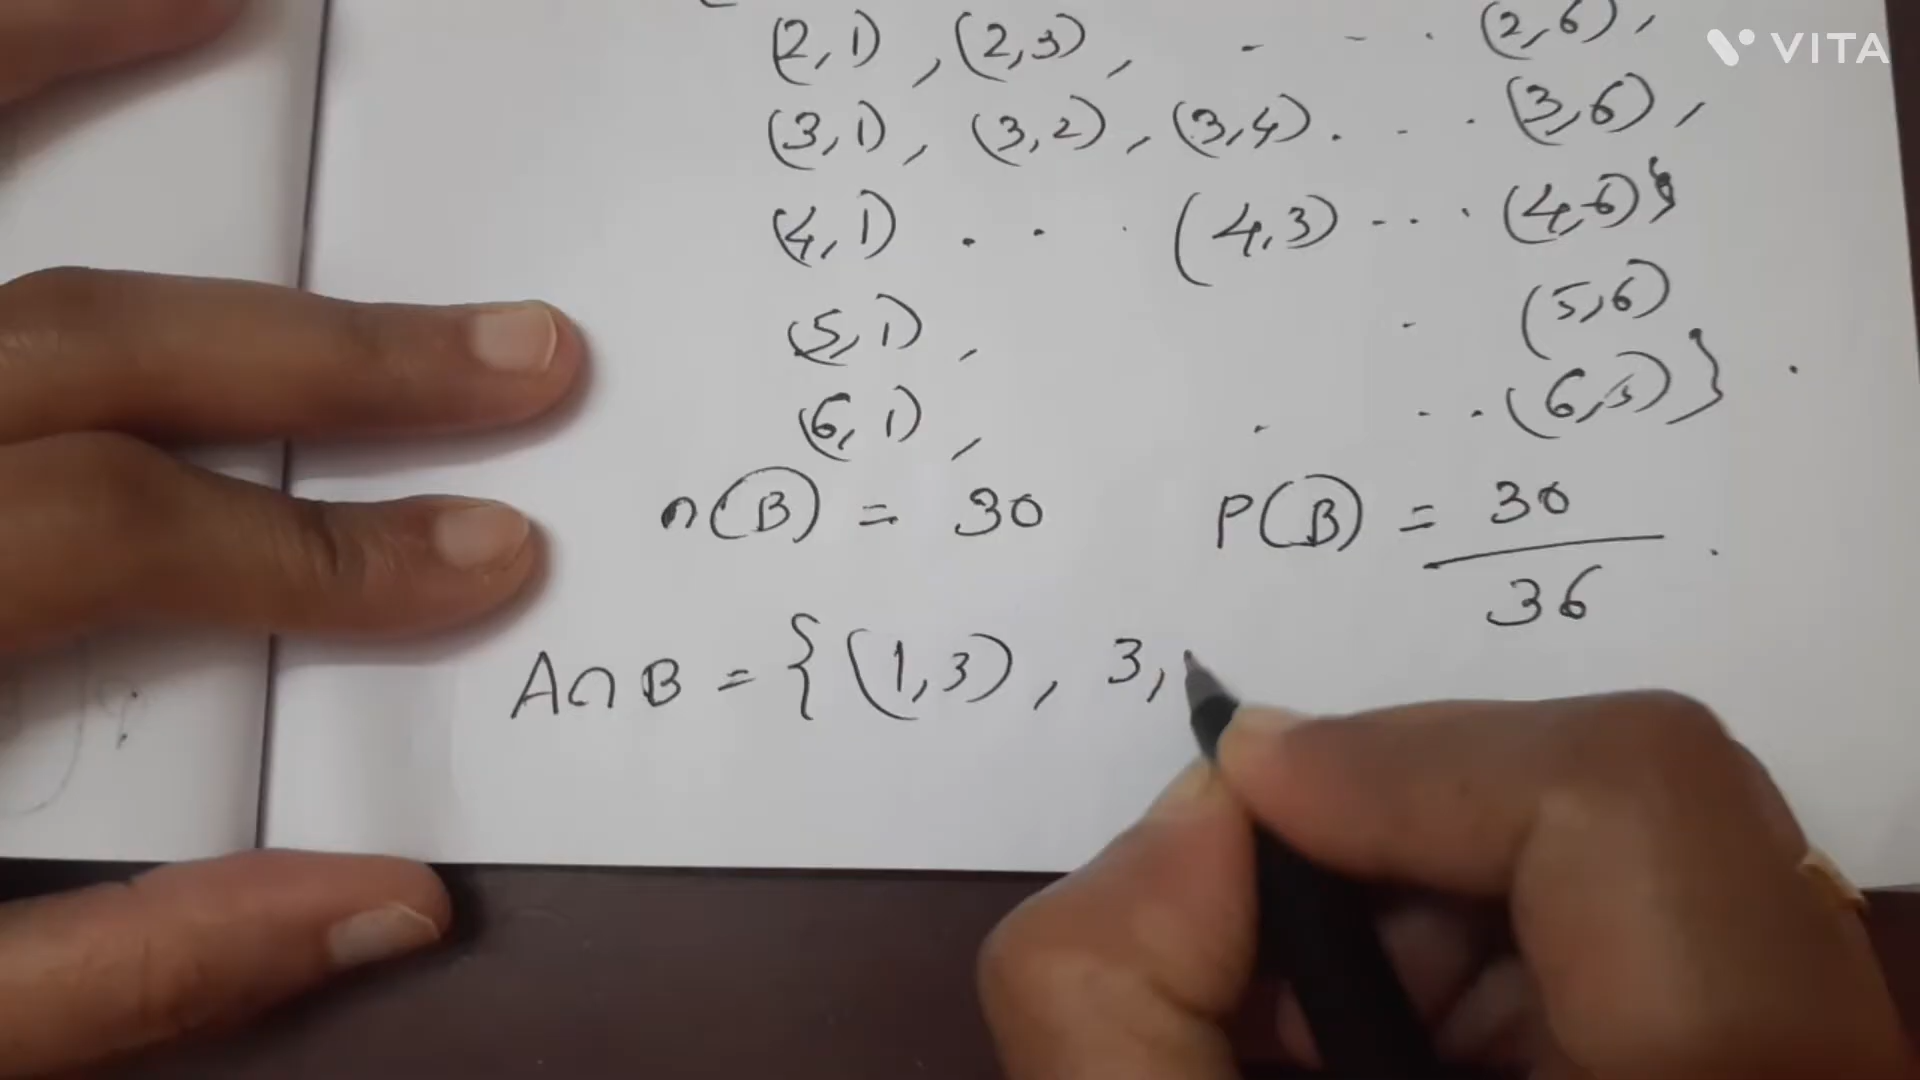 (2,1) , (2,3) , - - . (2,6) ,
VITA
(3,1) , (3,2) , (3,4) . - . (3,6) ,
(4,1) . . . (4,3) ... (4,6)}
(5,1) , . (5,6)
(6,1) , . .. (6,5)} .
n(B) = 30 P(B) = 30/36 .
A∩B = {(1,3) , 3,